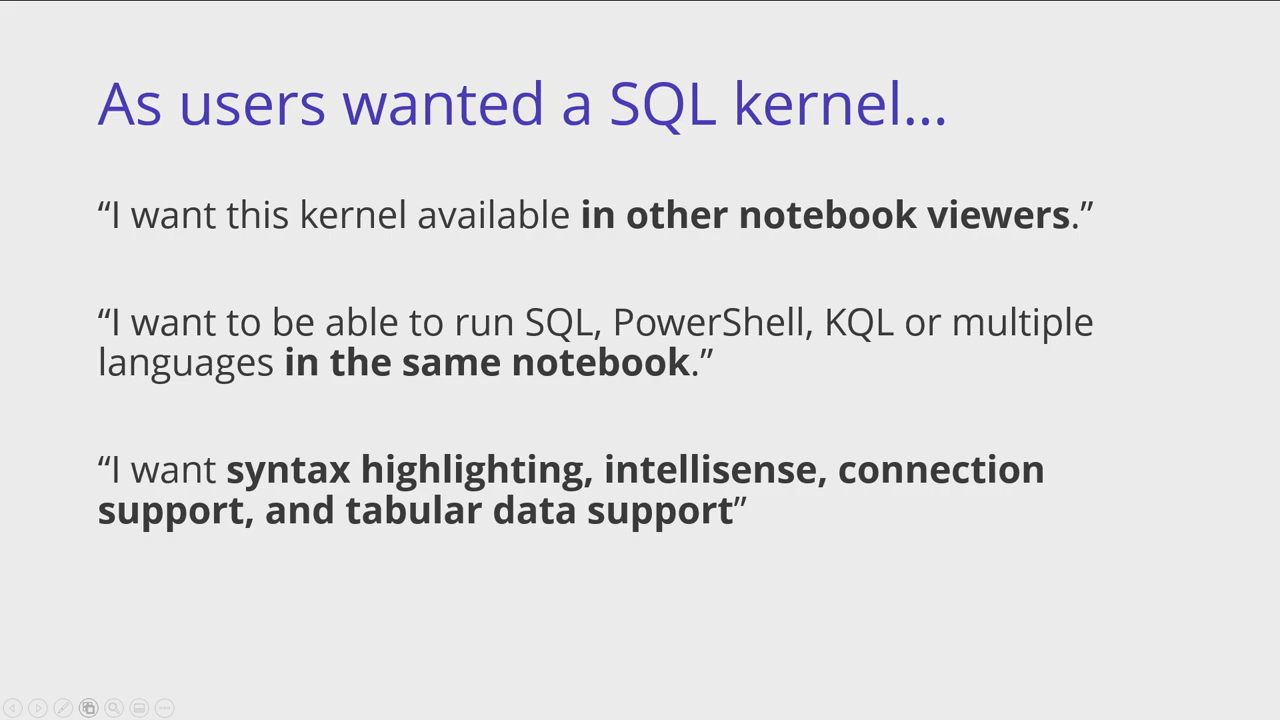 As users wanted a SQL kernel...
“I want this kernel available in other notebook viewers.”
“I want to be able to run SQL, PowerShell, KQL or multiple
languages in the same notebook.”
“I want syntax highlighting, intellisense, connection
support, and tabular data support”